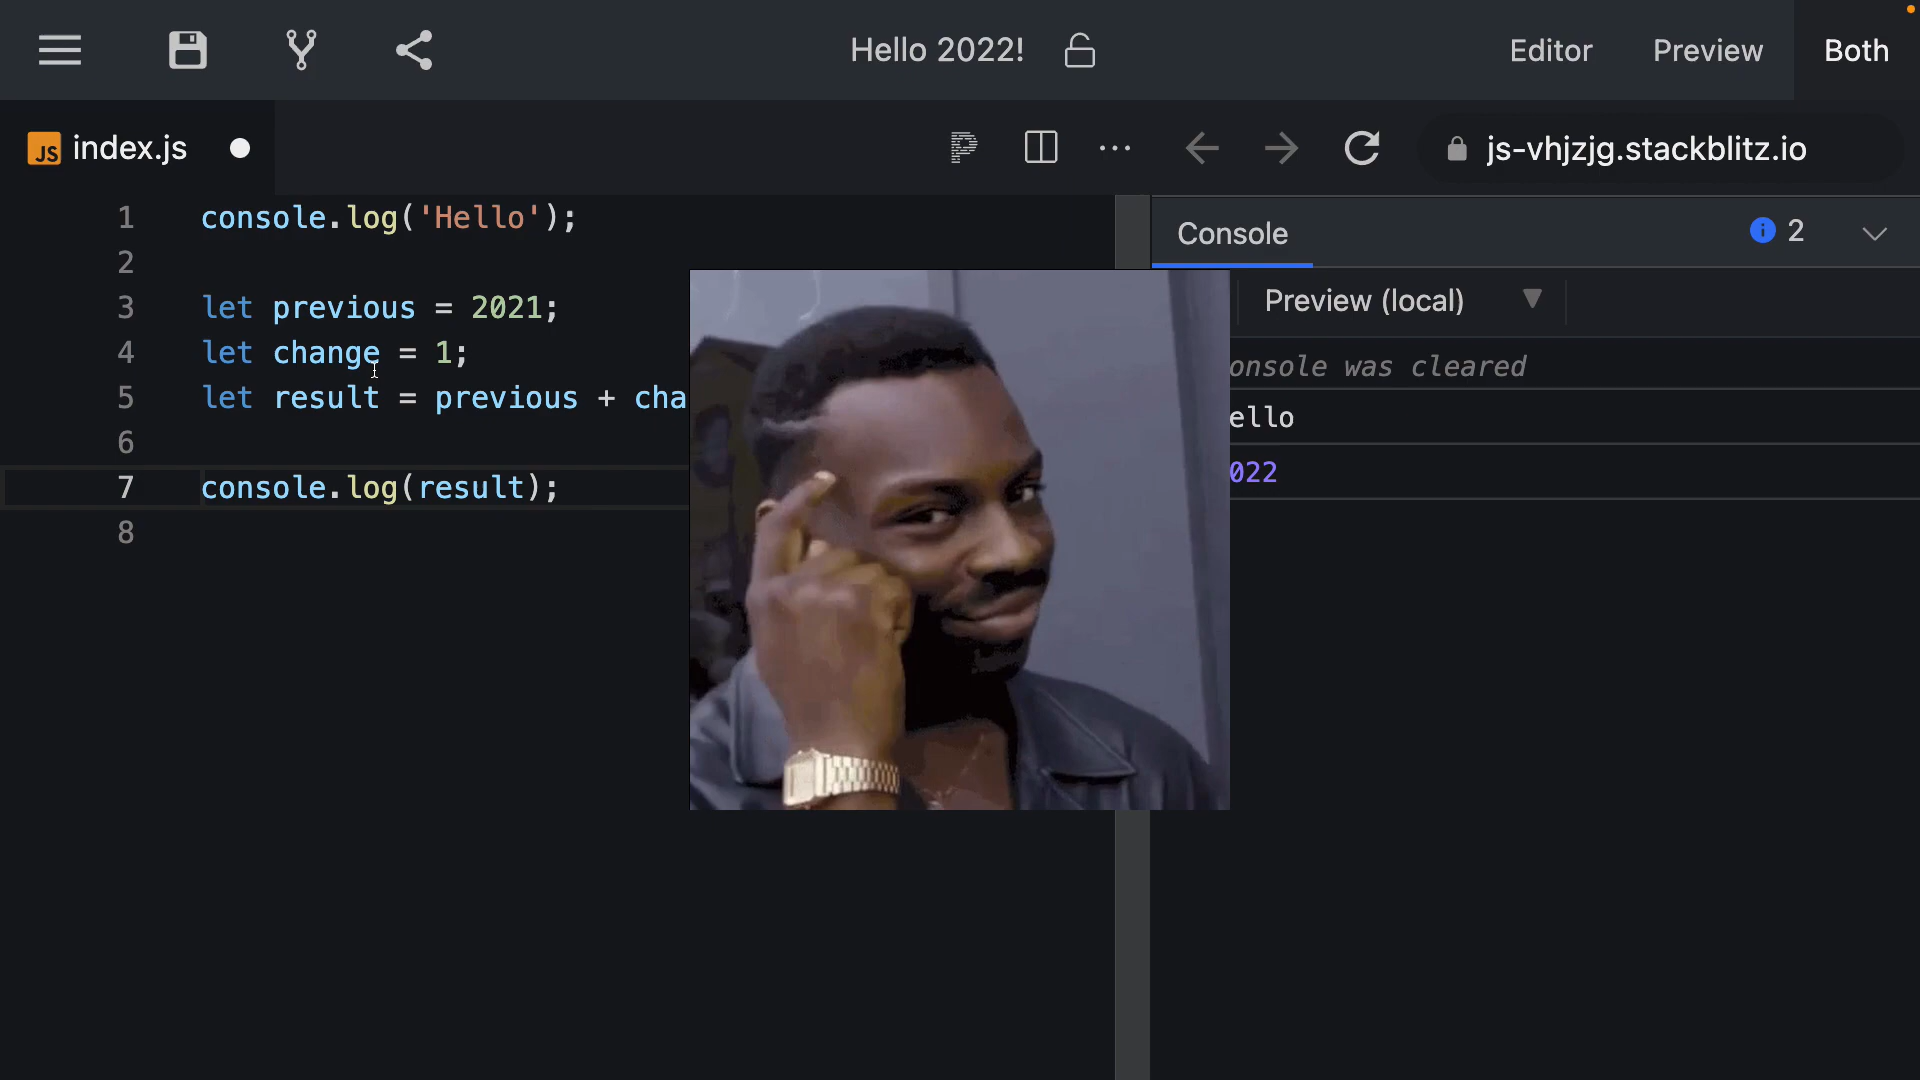 Hello 2022!
Editor
Preview
Both
JS index.js
js-vhjzjg.stackblitz.io
1 console.log('Hello');
2
3 let previous = 2021;
4 let change = 1;
5 let result = previous + cha
6
7 console.log(result);
8
Console
2
Preview (local)
onsole was cleared
ello
022